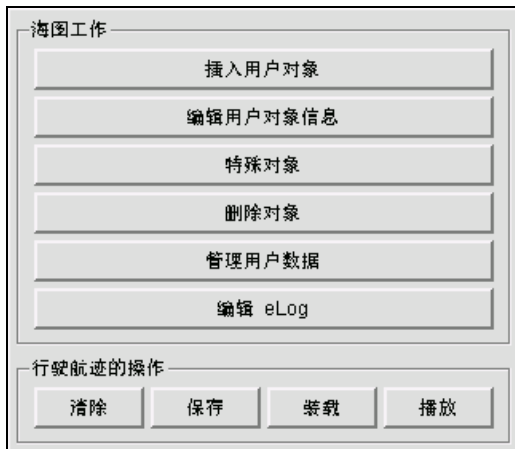 海图工作
插入用户对象
编辑用户对象信息
特殊对象
删除对象
管理用户数据
编辑 eLog
行驶航迹的操作
清除 保存 装载 播放